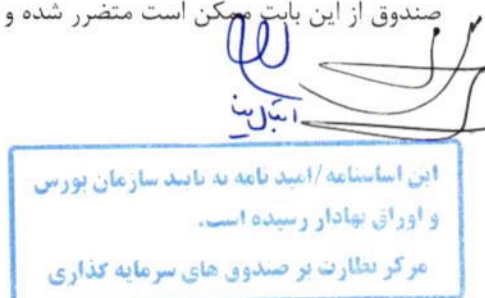 صندوق از این بابت ممکن است متضرر شده و
این اساسنامه/امید نامه به تایید سازمان بورس
و اوراق بهادار رسیده است.
مرکز نظارت بر صندوق های سرمایه گذاری